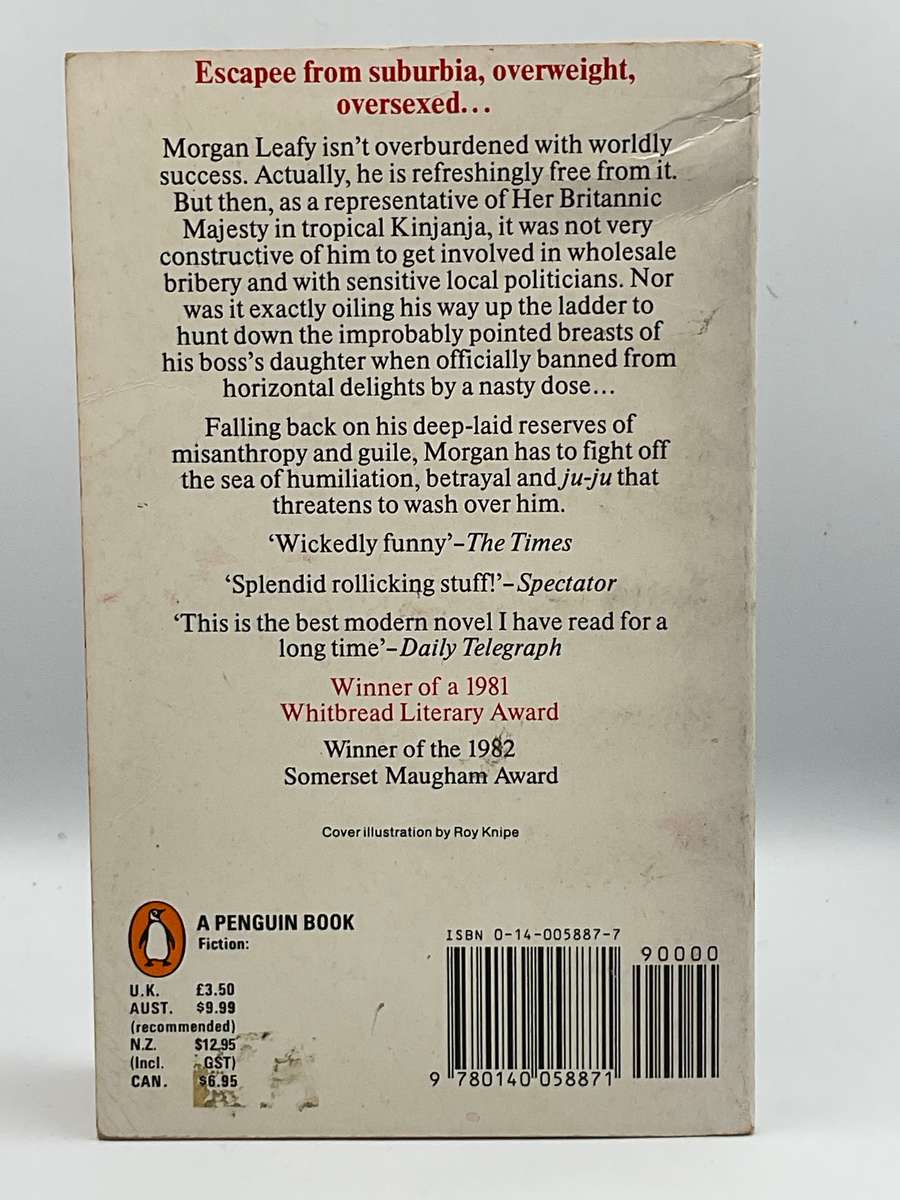 Escapee from suburbia, overweight,
oversexed...
Morgan Leafy isn't overburdened with worldly
success. Actually, he is refreshingly free from it.
But then, as a representative of Her Britannic
Majesty in tropical Kinjanja, it was not very
constructive of him to get involved in wholesale
bribery and with sensitive local politicians. Nor
was it exactly oiling his way up the ladder to
hunt down the improbably pointed breasts of
his boss's daughter when officially banned from
horizontal delights by a nasty dose...
Falling back on his deep-laid reserves of
misanthropy and guile, Morgan has to fight off
the sea of humiliation, betrayal and ju-ju that
threatens to wash over him.
'Wickedly funny'–The Times
'Splendid rollicking stuff!'–Spectator
'This is the best modern novel I have read for a
long time'–Daily Telegraph
Winner of a 1981
Whitbread Literary Award
Winner of the 1982
Somerset Maugham Award
Cover illustration by Roy Knipe
A PENGUIN BOOK
Fiction:
U.K. £3.50
AUST. $9.99
(recommended)
N.Z. $12.95
(Incl. GST)
CAN. $6.95
ISBN 0-14-005887-7
90000
9 780140 058871